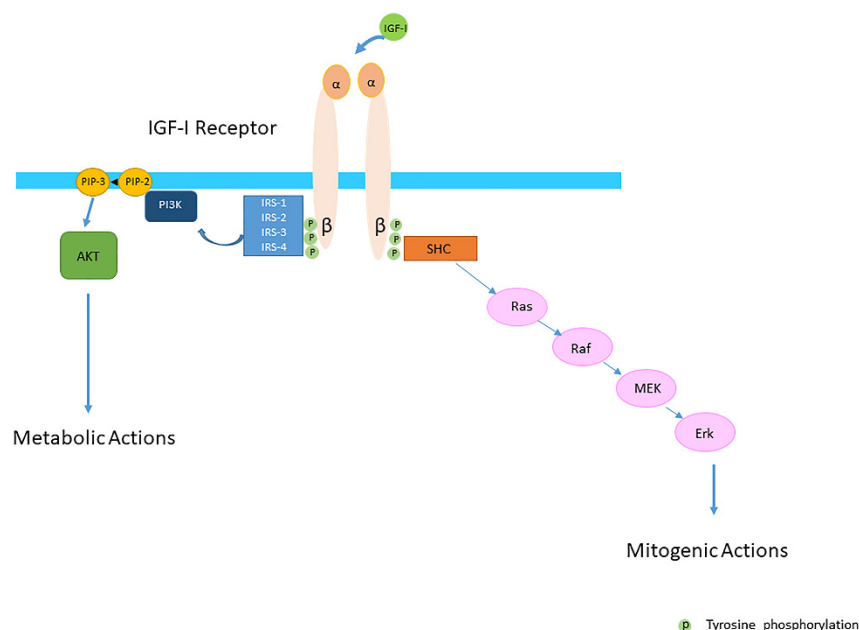 IGF-I
α α
IGF-I Receptor
PIP-3 PIP-2
PI3K
IRS-1
IRS-2
IRS-3
IRS-4
P β β P
P P
P P
SHC
AKT
Ras
Raf
MEK
Erk
Metabolic Actions
Mitogenic Actions
P Tyrosine phosphorylation